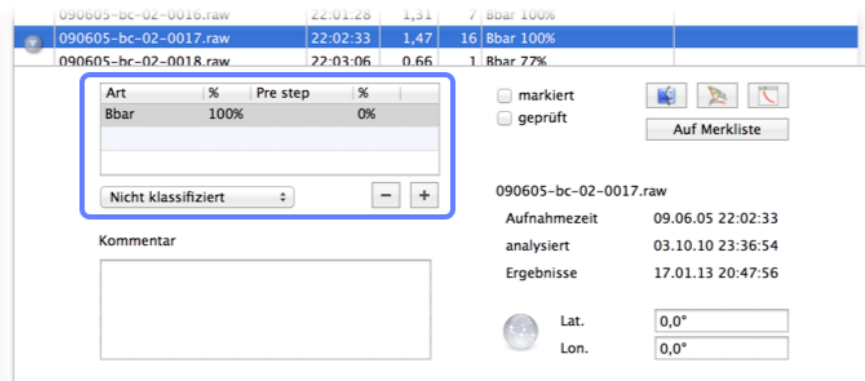 090605-bc-02-0016.raw 22:01:28 1,31 7 Bbar 100%
090605-bc-02-0017.raw 22:02:33 1,47 16 Bbar 100%
090605-bc-02-0018.raw 22:03:06 0,66 1 Bbar 77%
Art % Pre step %
Bbar 100% 0%
Nicht klassifiziert − +
Kommentar
markiert
geprüft
Auf Merkliste
090605-bc-02-0017.raw
Aufnahmezeit 09.06.05 22:02:33
analysiert 03.10.10 23:36:54
Ergebnisse 17.01.13 20:47:56
Lat. 0,0°
Lon. 0,0°